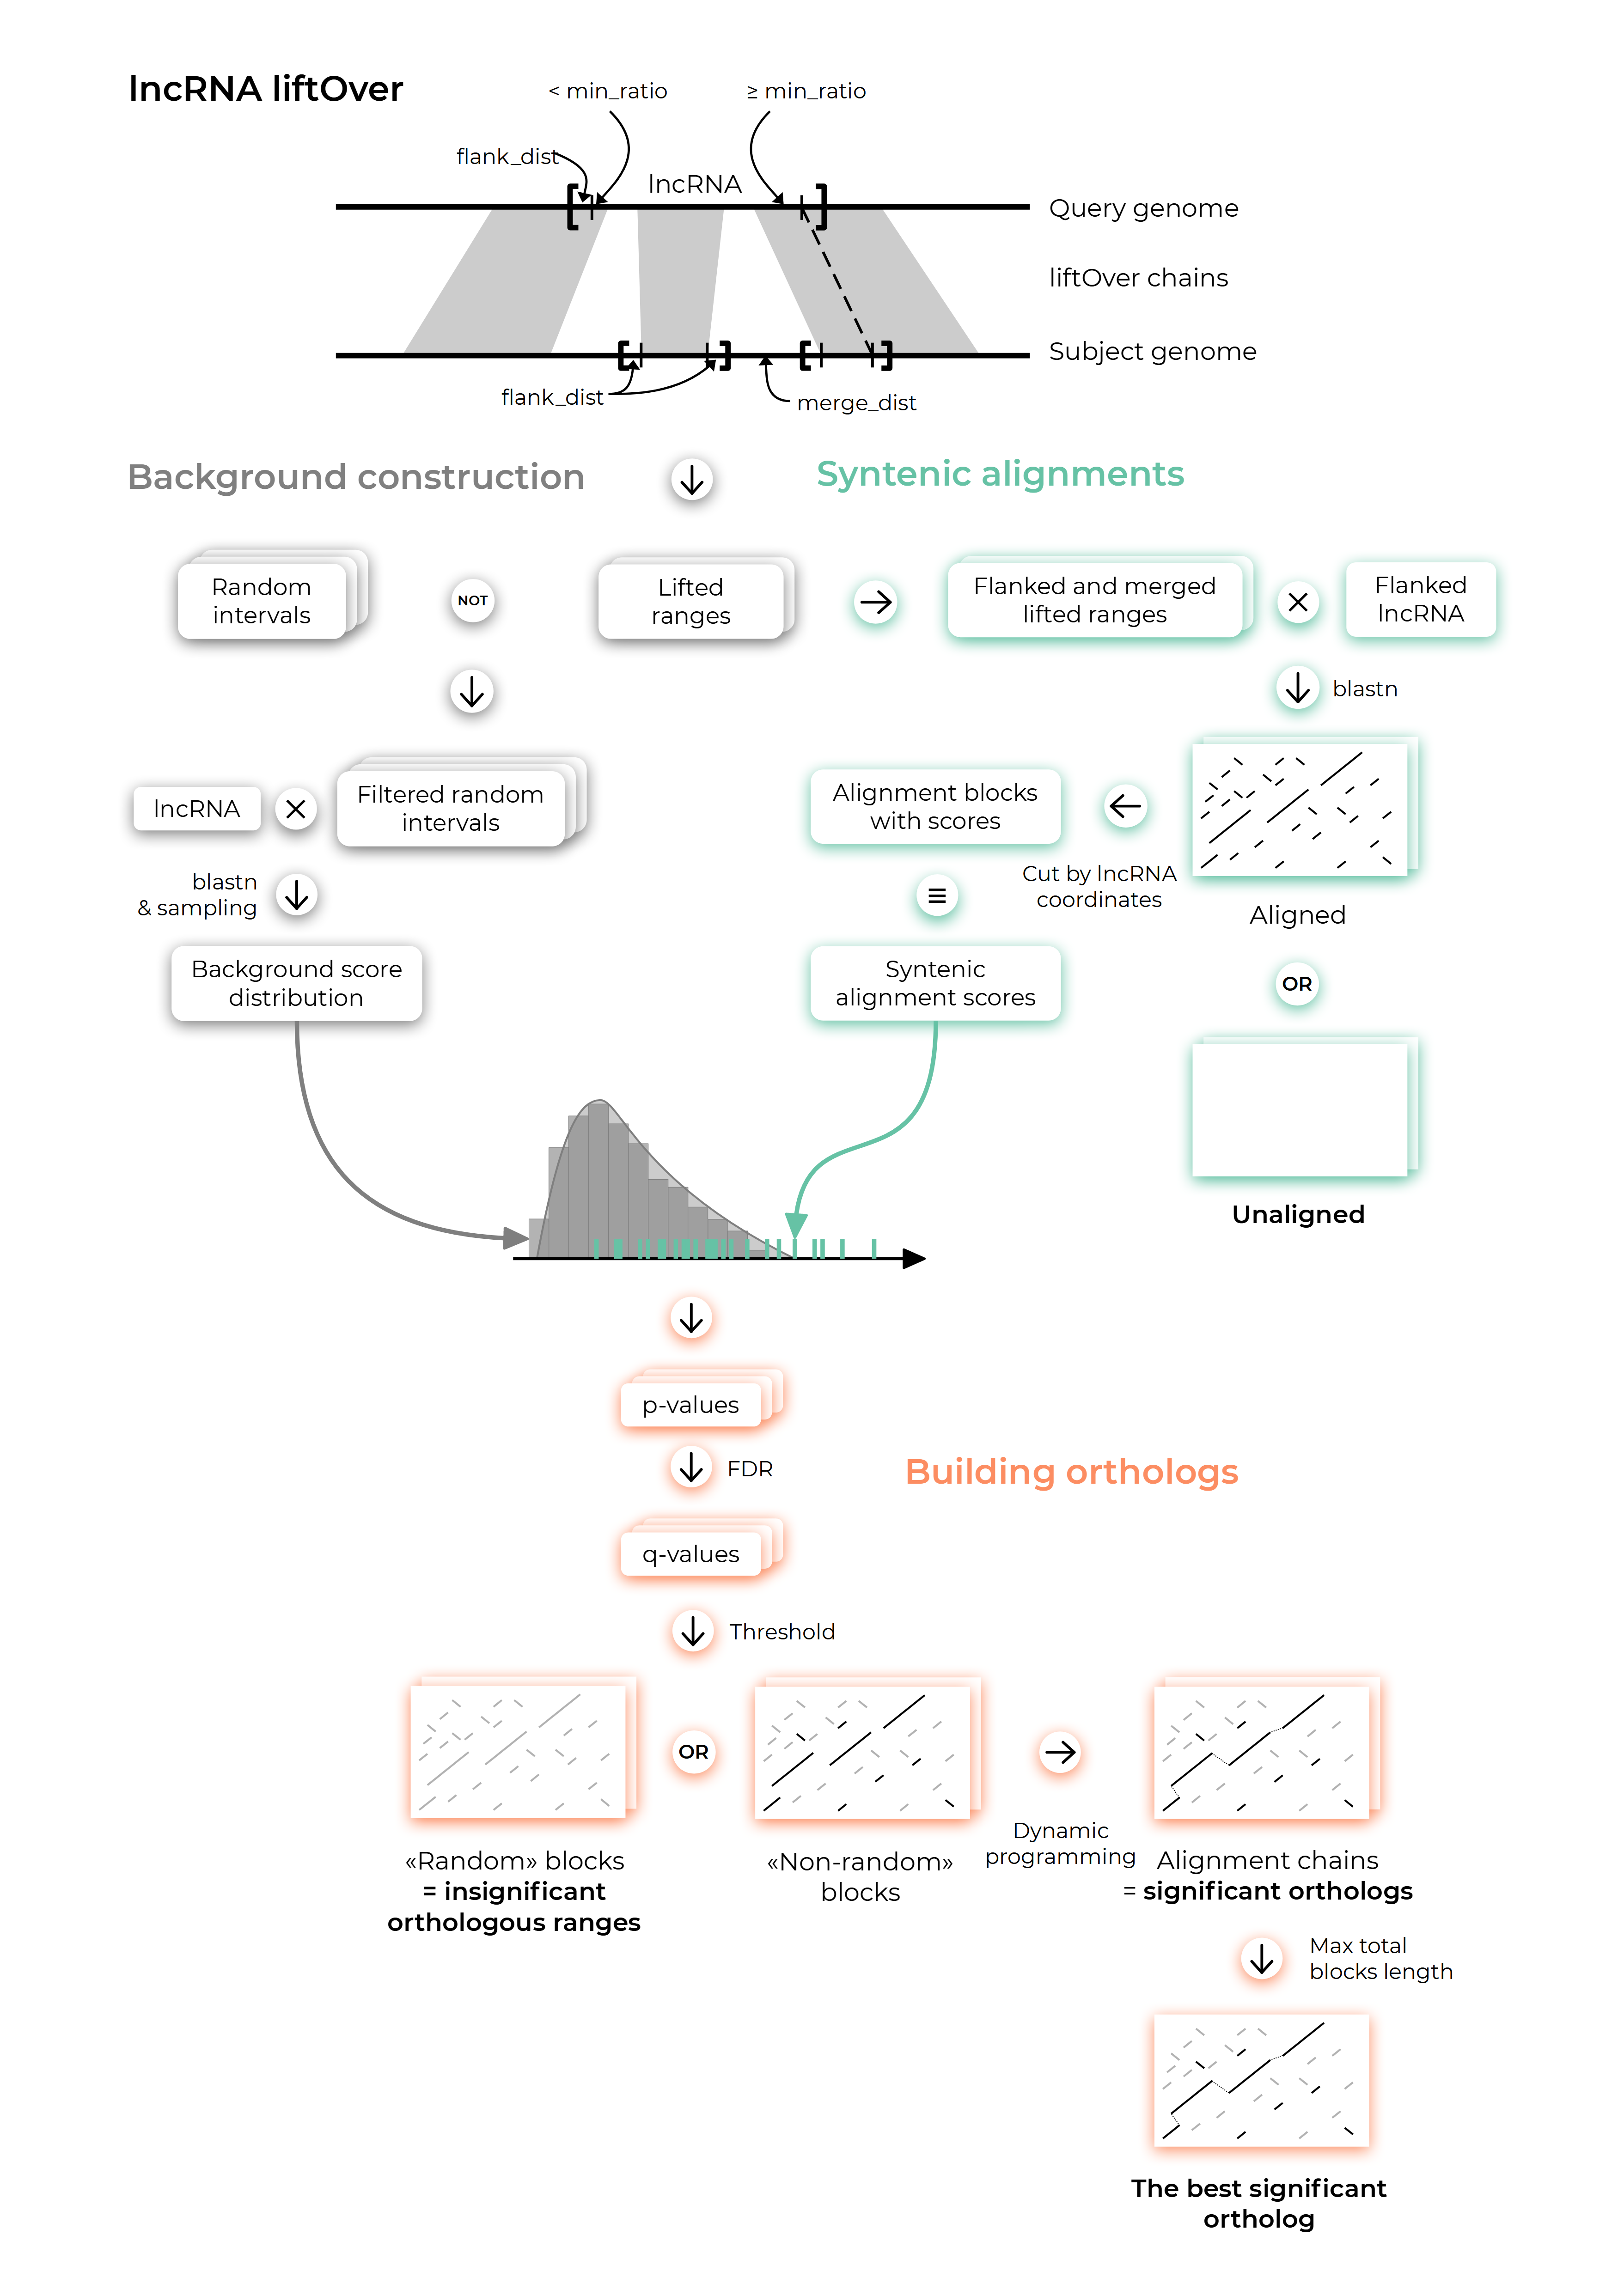 lncRNA liftOver
< min_ratio
≥ min_ratio
flank_dist
lncRNA
Query genome
liftOver chains
Subject genome
flank_dist
merge_dist
Background construction
Syntenic alignments
Random
intervals
NOT
Lifted
ranges
Flanked and merged
lifted ranges
×
Flanked
lncRNA
blastn
lncRNA
×
Filtered random
intervals
Alignment blocks
with scores
Cut by lncRNA
coordinates
Aligned
blastn
& sampling
≡
OR
Background score
distribution
Syntenic
alignment scores
Unaligned
p-values
FDR
Building orthologs
q-values
Threshold
OR
«Random» blocks
= insignificant
orthologous ranges
«Non-random»
blocks
Dynamic
programming
Alignment chains
= significant orthologs
Max total
blocks length
The best significant
ortholog